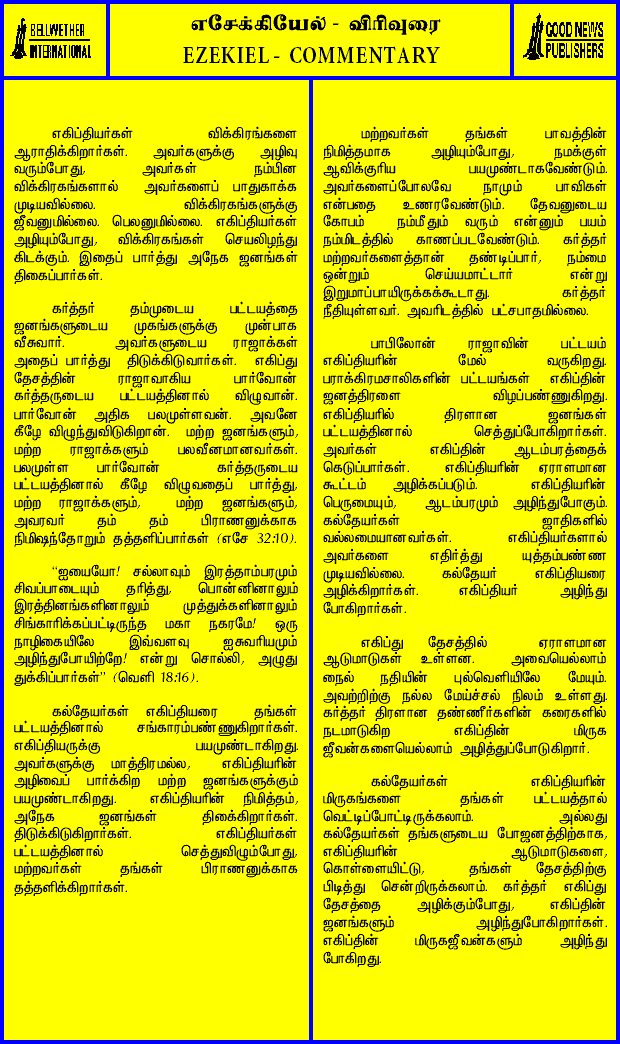 BELLWETHER
INTERNATIONAL
எசேக்கியேல் - விரிவுரை
EZEKIEL - COMMENTARY
GOOD NEWS
PUBLISHERS
எகிப்தியர்கள் விக்கிரங்களை
ஆராதிக்கிறார்கள். அவர்களுக்கு அழிவு
வரும்போது, அவர்கள் நம்பின
விக்கிரகங்களால் அவர்களைப் பாதுகாக்க
முடியவில்லை. விக்கிரகங்களுக்கு
ஜீவனுமில்லை. பெலனுமில்லை. எகிப்தியர்கள்
அழியும்போது, விக்கிரகங்கள் செயலிழந்து
கிடக்கும். இதைப் பார்த்து அநேக ஜனங்கள்
திகைப்பார்கள்.
கர்த்தர் தம்முடைய பட்டயத்தை
ஜனங்களுடைய முகங்களுக்கு முன்பாக
வீசுவார். அவர்களுடைய ராஜாக்கள்
அதைப் பார்த்து திடுக்கிடுவார்கள். எகிப்து
தேசத்தின் ராஜாவாகிய பார்வோன்
கர்த்தருடைய பட்டயத்தினால் விழுவான்.
பார்வோன் அதிக பலமுள்ளவன். அவனே
கீழே விழுந்துவிடுகிறான். மற்ற ஜனங்களும்,
மற்ற ராஜாக்களும் பலவீனமானவர்கள்.
பலமுள்ள பார்வோன் கர்த்தருடைய
பட்டயத்தினால் கீழே விழுவதைப் பார்த்து,
மற்ற ராஜாக்களும், மற்ற ஜனங்களும்,
அவரவர் தம் தம் பிராணனுக்காக
நிமிஷந்தோறும் தத்தளிப்பார்கள் (எசே 32:10).
"ஐயையோ! சல்லாவும் இரத்தாம்பரமும்
சிவப்பாடையும் தரித்து, பொன்னினாலும்
இரத்தினங்களினாலும் முத்துக்களினாலும்
சிங்காரிக்கப்பட்டிருந்த மகா நகரமே! ஒரு
நாழிகையிலே இவ்வளவு ஐசுவரியமும்
அழிந்துபோயிற்றே! என்று சொல்லி, அழுது
துக்கிப்பார்கள்" (வெளி 18:16).
கல்தேயர்கள் எகிப்தியரை தங்கள்
பட்டயத்தினால் சங்காரம்பண்ணுகிறார்கள்.
எகிப்தியருக்கு பயமுண்டாகிறது.
அவர்களுக்கு மாத்திரமல்ல, எகிப்தியரின்
அழிவைப் பார்க்கிற மற்ற ஜனங்களுக்கும்
பயமுண்டாகிறது. எகிப்தியரின் நிமித்தம்,
அநேக ஜனங்கள் திகைக்கிறார்கள்.
திடுக்கிடுகிறார்கள். எகிப்தியர்கள்
பட்டயத்தினால் செத்துவிழும்போது,
மற்றவர்கள் தங்கள் பிராணனுக்காக
தத்தளிக்கிறார்கள்.
மற்றவர்கள் தங்கள் பாவத்தின்
நிமித்தமாக அழியும்போது, நமக்குள்
ஆவிக்குரிய பயமுண்டாகவேண்டும்.
அவர்களைப்போலவே நாமும் பாவிகள்
என்பதை உணரவேண்டும். தேவனுடைய
கோபம் நம்மீதும் வரும் என்னும் பயம்
நம்மிடத்தில் காணப்படவேண்டும். கர்த்தர்
மற்றவர்களைத்தான் தண்டிப்பார், நம்மை
ஒன்றும் செய்யமாட்டார் என்று
இறுமாப்பாயிருக்கக்கூடாது. கர்த்தர்
நீதியுள்ளவர். அவரிடத்தில் பட்சபாதமில்லை.
பாபிலோன் ராஜாவின் பட்டயம்
எகிப்தியரின் மேல் வருகிறது.
பராக்கிரமசாலிகளின் பட்டயங்கள் எகிப்தின்
ஜனத்திரளை விழப்பண்ணுகிறது.
எகிப்தியரில் திரளான ஜனங்கள்
பட்டயத்தினால் செத்துப்போகிறார்கள்.
அவர்கள் எகிப்தின் ஆடம்பரத்தைக்
கெடுப்பார்கள். எகிப்தியரின் ஏராளமான
கூட்டம் அழிக்கப்படும். எகிப்தியரின்
பெருமையும், ஆடம்பரமும் அழிந்துபோகும்.
கல்தேயர்கள் ஜாதிகளில்
வல்லமையானவர்கள். எகிப்தியர்களால்
அவர்களை எதிர்த்து யுத்தம்பண்ண
முடியவில்லை. கல்தேயர் எகிப்தியரை
அழிக்கிறார்கள். எகிப்தியர் அழிந்து
போகிறார்கள்.
எகிப்து தேசத்தில் ஏராளமான
ஆடுமாடுகள் உள்ளன. அவையெல்லாம்
நைல் நதியின் புல்வெளியிலே மேயும்.
அவற்றிற்கு நல்ல மேய்ச்சல் நிலம் உள்ளது.
கர்த்தர் திரளான தண்ணீர்களின் கரைகளில்
நடமாடுகிற எகிப்தின் மிருக
ஜீவன்களையெல்லாம் அழித்துப்போடுகிறார்.
கல்தேயர்கள் எகிப்தியரின்
மிருகங்களை தங்கள் பட்டயத்தால்
வெட்டிப்போட்டிருக்கலாம். அல்லது
கல்தேயர்கள் தங்களுடைய போஜனத்திற்காக,
எகிப்தியரின் ஆடுமாடுகளை,
கொள்ளையிட்டு, தங்கள் தேசத்திற்கு
பிடித்து சென்றிருக்கலாம். கர்த்தர் எகிப்து
தேசத்தை அழிக்கும்போது, எகிப்தின்
ஜனங்களும் அழிந்துபோகிறார்கள்.
எகிப்தின் மிருகஜீவன்களும் அழிந்து
போகிறது.